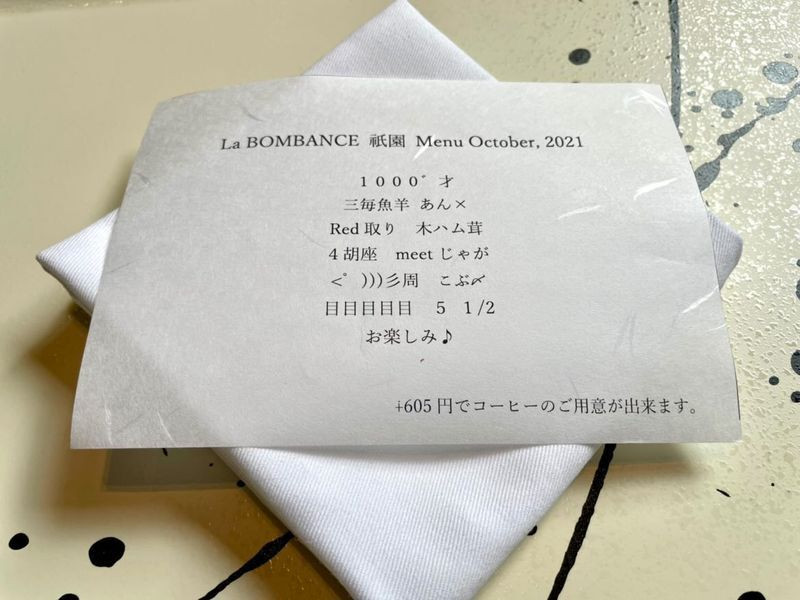 La BOMBANCE 祇園 Menu October, 2021
１０００゛才
三毎魚羊 あん×
Red 取り　木ハム茸
４胡座　meet じゃが
<゜)))彡周　こぶ〆
目目目目目　５　１/２
お楽しみ♪
+605 円でコーヒーのご用意が出来ます。